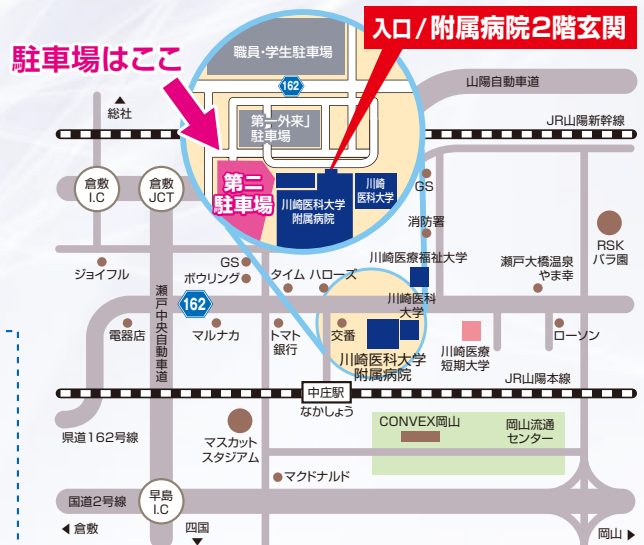 入口/附属病院2階玄関
職員・学生駐車場
駐車場はここ
162
山陽自動車道
総社
JR山陽新幹線
第一外来
駐車場
倉敷
I.C
倉敷
JCT
第二
駐車場
川崎医科大学
附属病院
川崎
医科大学
GS
消防署
RSK
バラ園
川崎医療福祉大学
瀬戸大橋温泉
やま幸
GS
ボウリング
ジョイフル
タイム
ハローズ
瀬戸中央自動車道
162
川崎医科
大学
電器店
マルナカ
トマト
銀行
交番
ローソン
川崎医科大学
附属病院
川崎医療
短期大学
JR山陽本線
中庄駅
なかしょう
CONVEX岡山
岡山流通
センター
県道162号線
マスカット
スタジアム
マクドナルド
国道2号線
早島
I.C
倉敷
四国
岡山